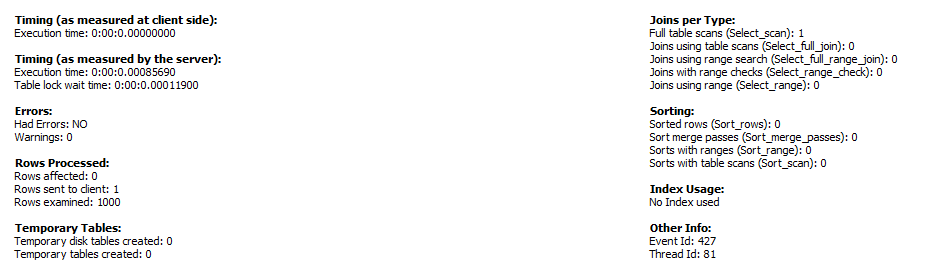 Timing (as measured at client side):
Execution time: 0:00:0.00000000
Timing (as measured by the server):
Execution time: 0:00:0.00085690
Table lock wait time: 0:00:0.00011900
Errors:
Had Errors: NO
Warnings: 0
Rows Processed:
Rows affected: 0
Rows sent to client: 1
Rows examined: 1000
Temporary Tables:
Temporary disk tables created: 0
Temporary tables created: 0
Joins per Type:
Full table scans (Select_scan): 1
Joins using table scans (Select_full_join): 0
Joins using range search (Select_full_range_join): 0
Joins with range checks (Select_range_check): 0
Joins using range (Select_range): 0
Sorting:
Sorted rows (Sort_rows): 0
Sort merge passes (Sort_merge_passes): 0
Sorts with ranges (Sort_range): 0
Sorts with table scans (Sort_scan): 0
Index Usage:
No Index used
Other Info:
Event Id: 427
Thread Id: 81